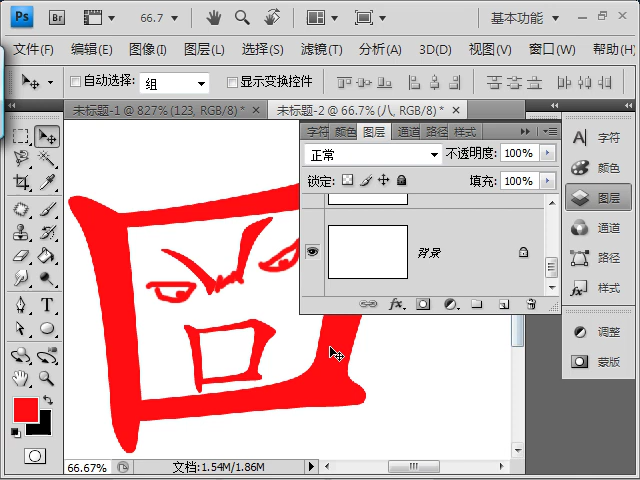 Ps Br 66.7 基本功能
文件(F) 编辑(E) 图像(I) 图层(L) 选择(S) 滤镜(T) 分析(A) 3D(D) 视图(V) 窗口(W) 帮助(H)
自动选择: 组 显示变换控件
未标题-1 @ 827% (123, RGB/8) * × 未标题-2 @ 66.7% (八, RGB/8) * ×
字符 颜色 图层 通道 路径 样式
正常 不透明度: 100%
锁定: 填充: 100%
背景
字符
颜色
图层
通道
路径
样式
调整
蒙版
66.67% 文档:1.54M/1.86M